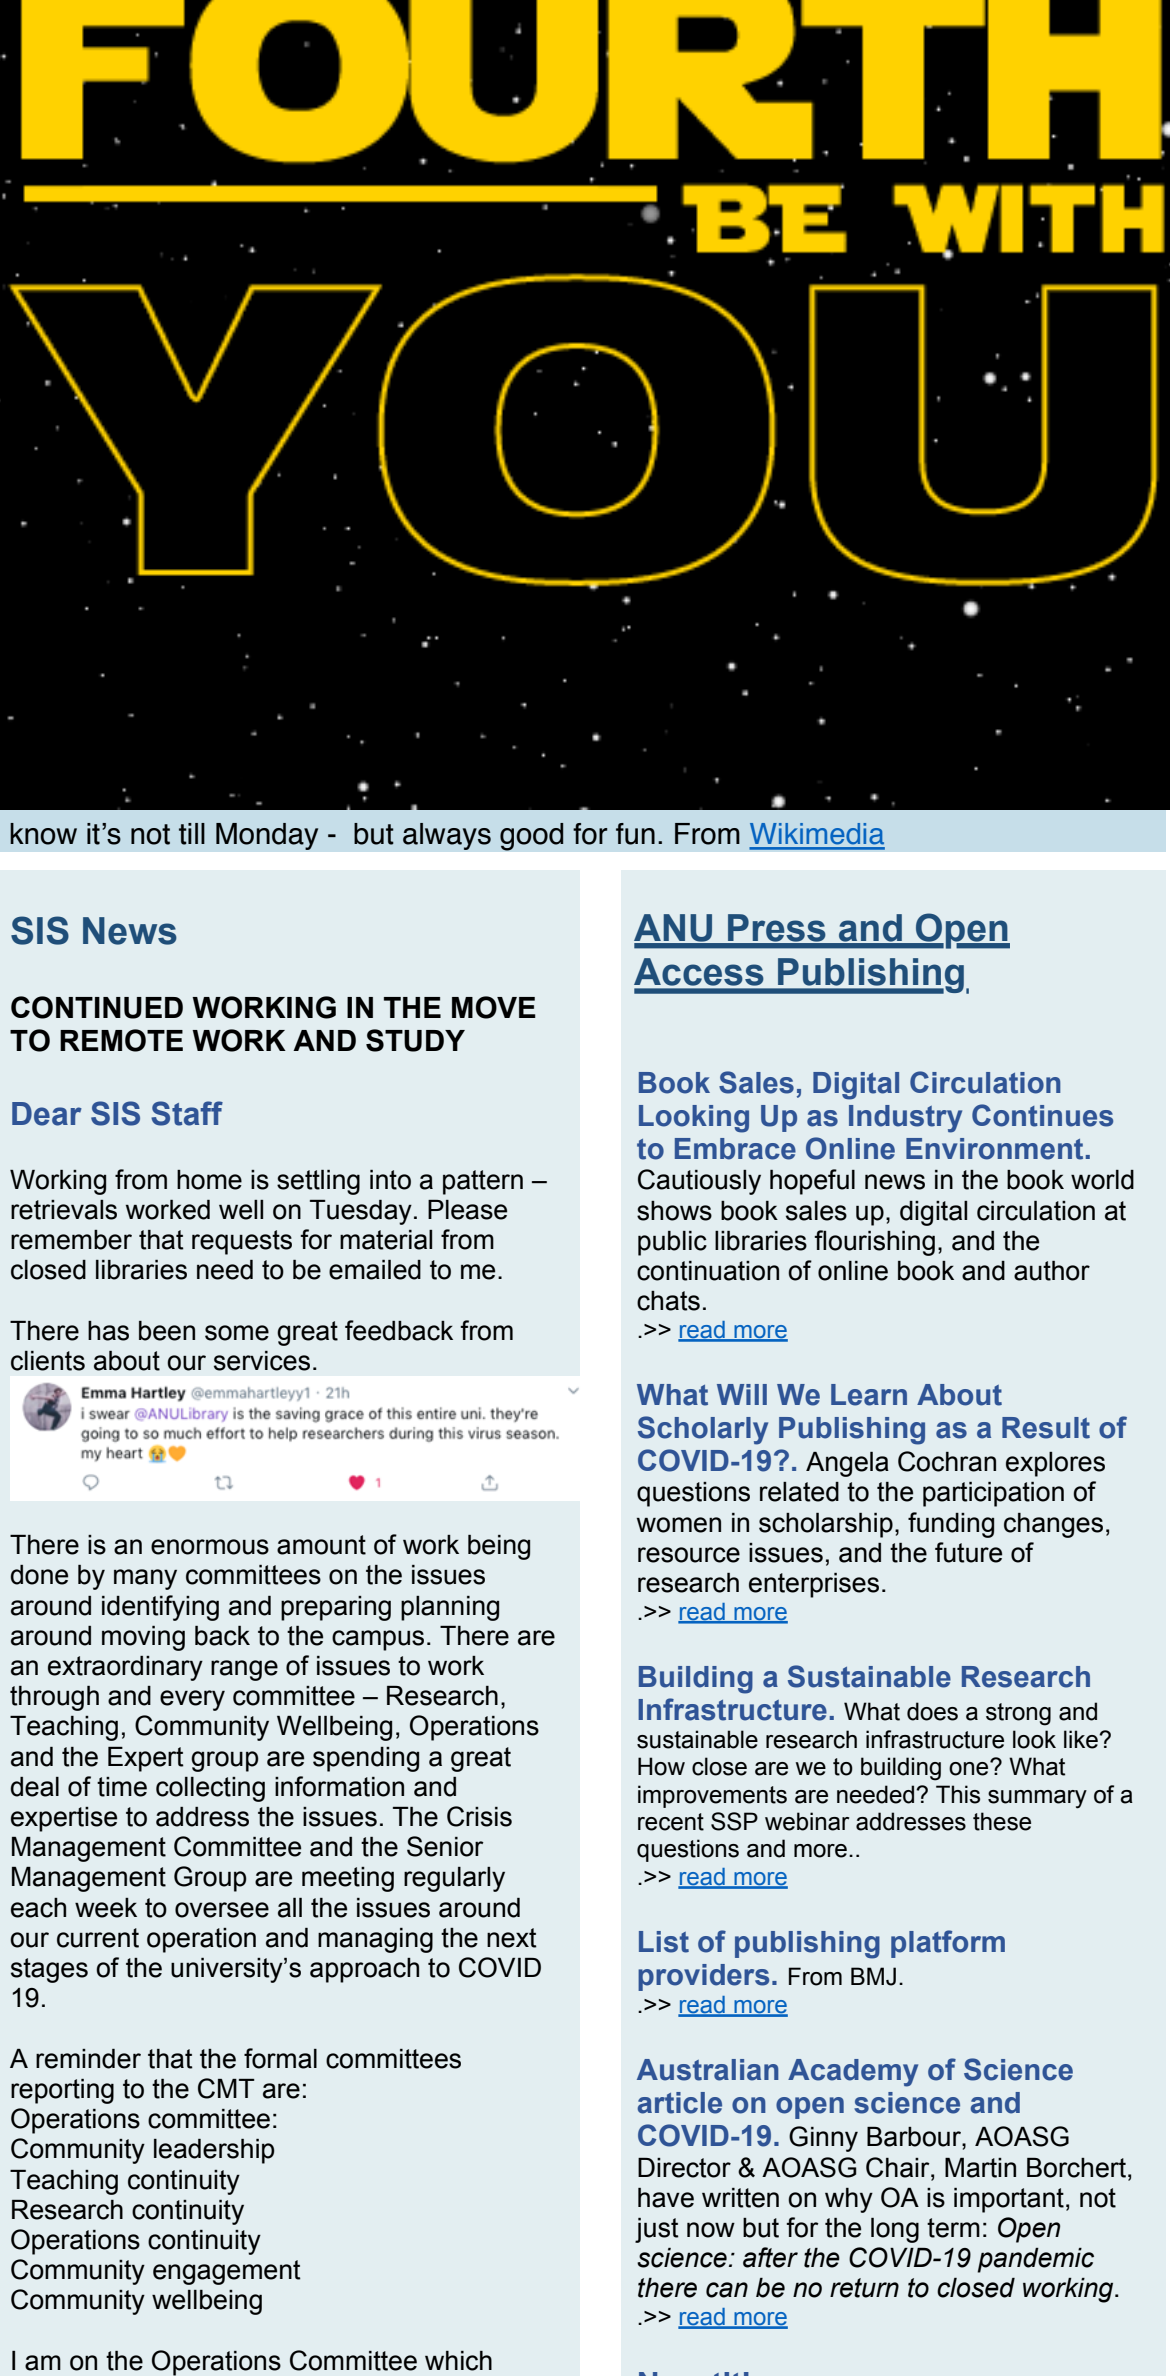 FOURTH
BE WITH
YOU
know it’s not till Monday -  but always good for fun. From Wikimedia
SIS News
CONTINUED WORKING IN THE MOVE
TO REMOTE WORK AND STUDY
Dear SIS Staff
Working from home is settling into a pattern –
retrievals worked well on Tuesday. Please
remember that requests for material from
closed libraries need to be emailed to me.
There has been some great feedback from
clients about our services.
Emma Hartley @emmahartleyy1 · 21h
i swear @ANULibrary is the saving grace of this entire uni. they're
going to so much effort to help researchers during this virus season.
my heart 😭🧡
1
There is an enormous amount of work being
done by many committees on the issues
around identifying and preparing planning
around moving back to the campus. There are
an extraordinary range of issues to work
through and every committee – Research,
Teaching, Community Wellbeing, Operations
and the Expert group are spending a great
deal of time collecting information and
expertise to address the issues. The Crisis
Management Committee and the Senior
Management Group are meeting regularly
each week to oversee all the issues around
our current operation and managing the next
stages of the university’s approach to COVID
19.
A reminder that the formal committees
reporting to the CMT are:
Operations committee:
Community leadership
Teaching continuity
Research continuity
Operations continuity
Community engagement
Community wellbeing
I am on the Operations Committee which
ANU Press and Open
Access Publishing
Book Sales, Digital Circulation
Looking Up as Industry Continues
to Embrace Online Environment.
Cautiously hopeful news in the book world
shows book sales up, digital circulation at
public libraries flourishing, and the
continuation of online book and author
chats.
.>> read more
What Will We Learn About
Scholarly Publishing as a Result of
COVID-19?. Angela Cochran explores
questions related to the participation of
women in scholarship, funding changes,
resource issues, and the future of
research enterprises.
.>> read more
Building a Sustainable Research
Infrastructure. What does a strong and
sustainable research infrastructure look like?
How close are we to building one? What
improvements are needed? This summary of a
recent SSP webinar addresses these
questions and more..
.>> read more
List of publishing platform
providers. From BMJ.
.>> read more
Australian Academy of Science
article on open science and
COVID-19. Ginny Barbour, AOASG
Director & AOASG Chair, Martin Borchert,
have written on why OA is important, not
just now but for the long term: Open
science: after the COVID-19 pandemic
there can be no return to closed working.
.>> read more